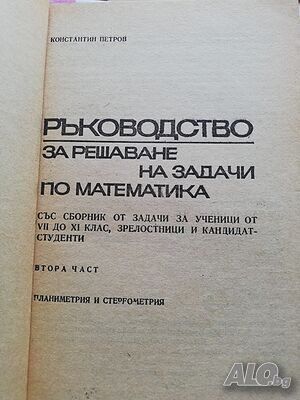 КОНСТАНТИН ПЕТРОВ
РЪКОВОДСТВО
ЗА РЕШАВАНЕ
НА ЗАДАЧИ
ПО МАТЕМАТИКА
СЪС СБОРНИК ОТ ЗАДАЧИ ЗА УЧЕНИЦИ ОТ
VII ДО XI КЛАС, ЗРЕЛОСТНИЦИ И КАНДИДАТ-
СТУДЕНТИ
ВТОРА ЧАСТ
ПЛАНИМЕТРИЯ И СТЕРЕОМЕТРИЯ
ALO.bg